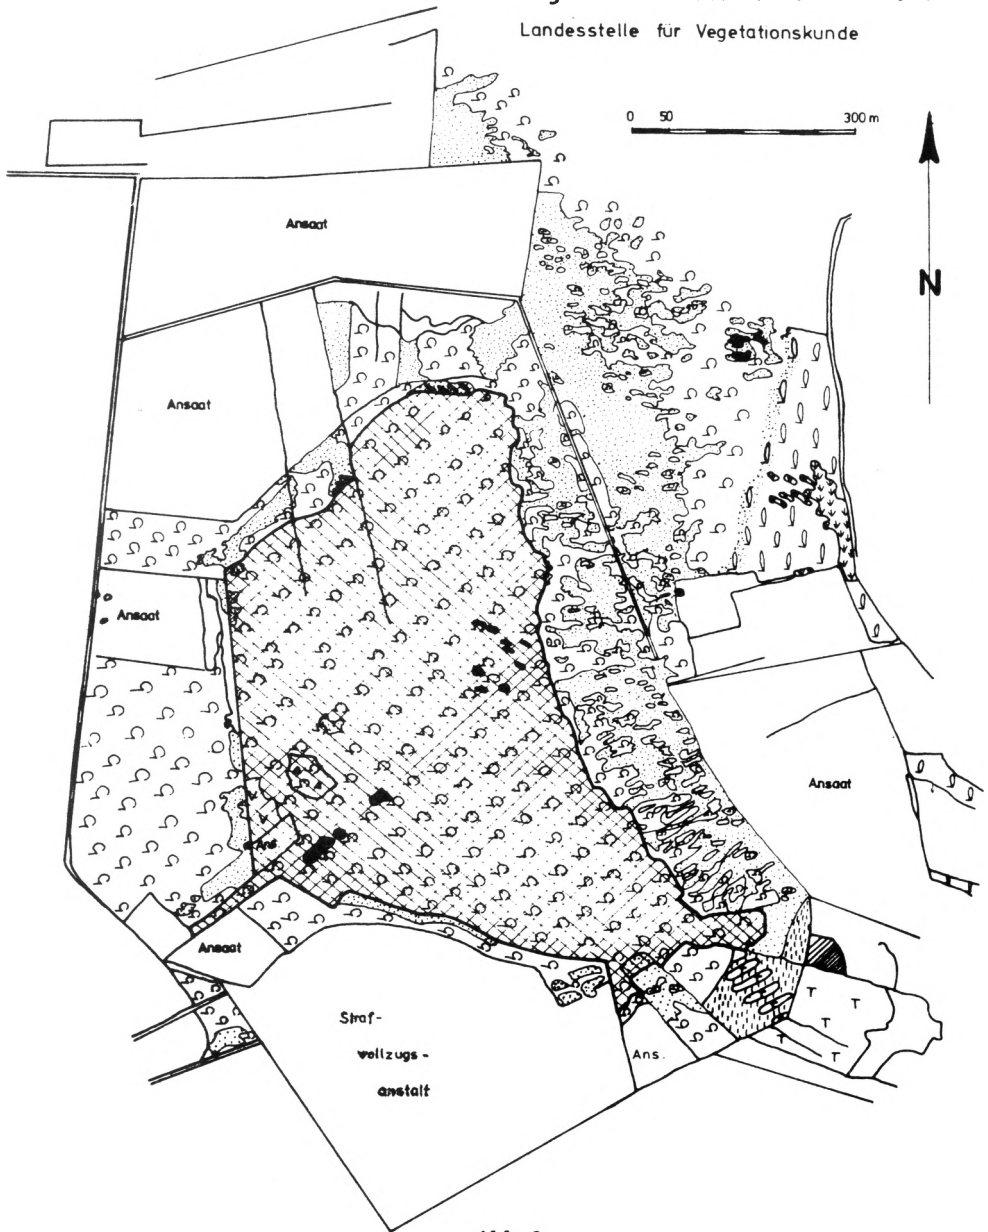 Landesstelle für Vegetationskunde
0 50 300 m
N
Ansaat
Ansaat
Ansaat
Ansaat
Ans.
Ansaat
Straf-
vollzugs-
anstalt
Ans.
T T
T
T T